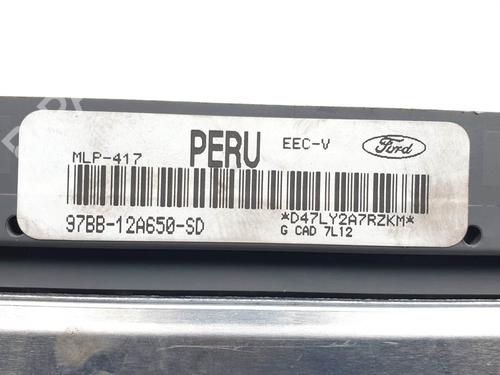 MLP-417 PERU EEC-V Ford
97BB-12A650-SD *D47LY2A7RZKM*
G CAD 7L12